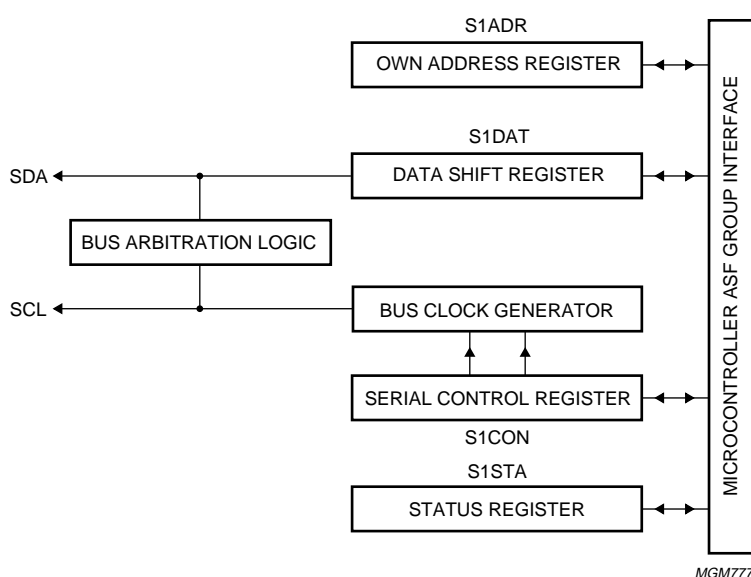 S1ADR
OWN ADDRESS REGISTER
S1DAT
SDA
DATA SHIFT REGISTER
BUS ARBITRATION LOGIC
SCL
BUS CLOCK GENERATOR
SERIAL CONTROL REGISTER
S1CON
S1STA
STATUS REGISTER
MICROCONTROLLER ASF GROUP INTERFACE
MGM777